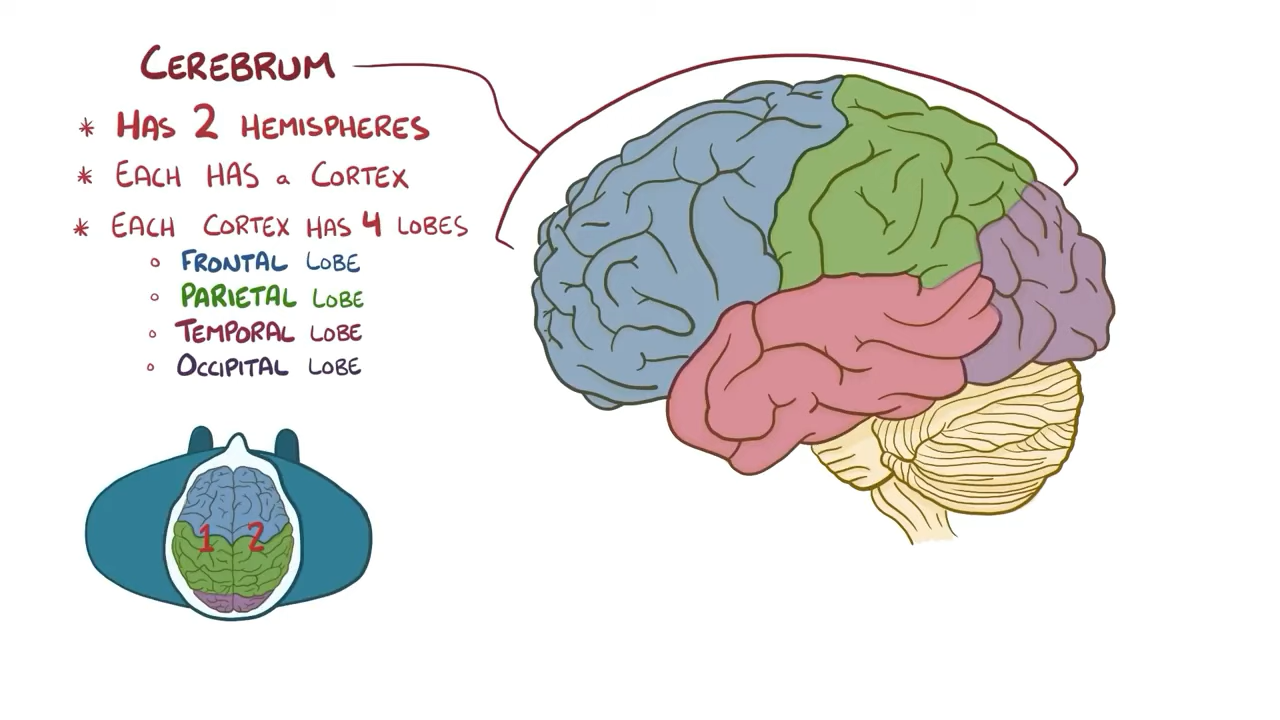 CEREBRUM
* HAS 2 HEMISPHERES
* EACH HAS a CORTEX
* EACH CORTEX HAS 4 LOBES
○ FRONTAL LOBE
○ PARIETAL LOBE
○ TEMPORAL LOBE
○ OCCIPITAL LOBE
1 2